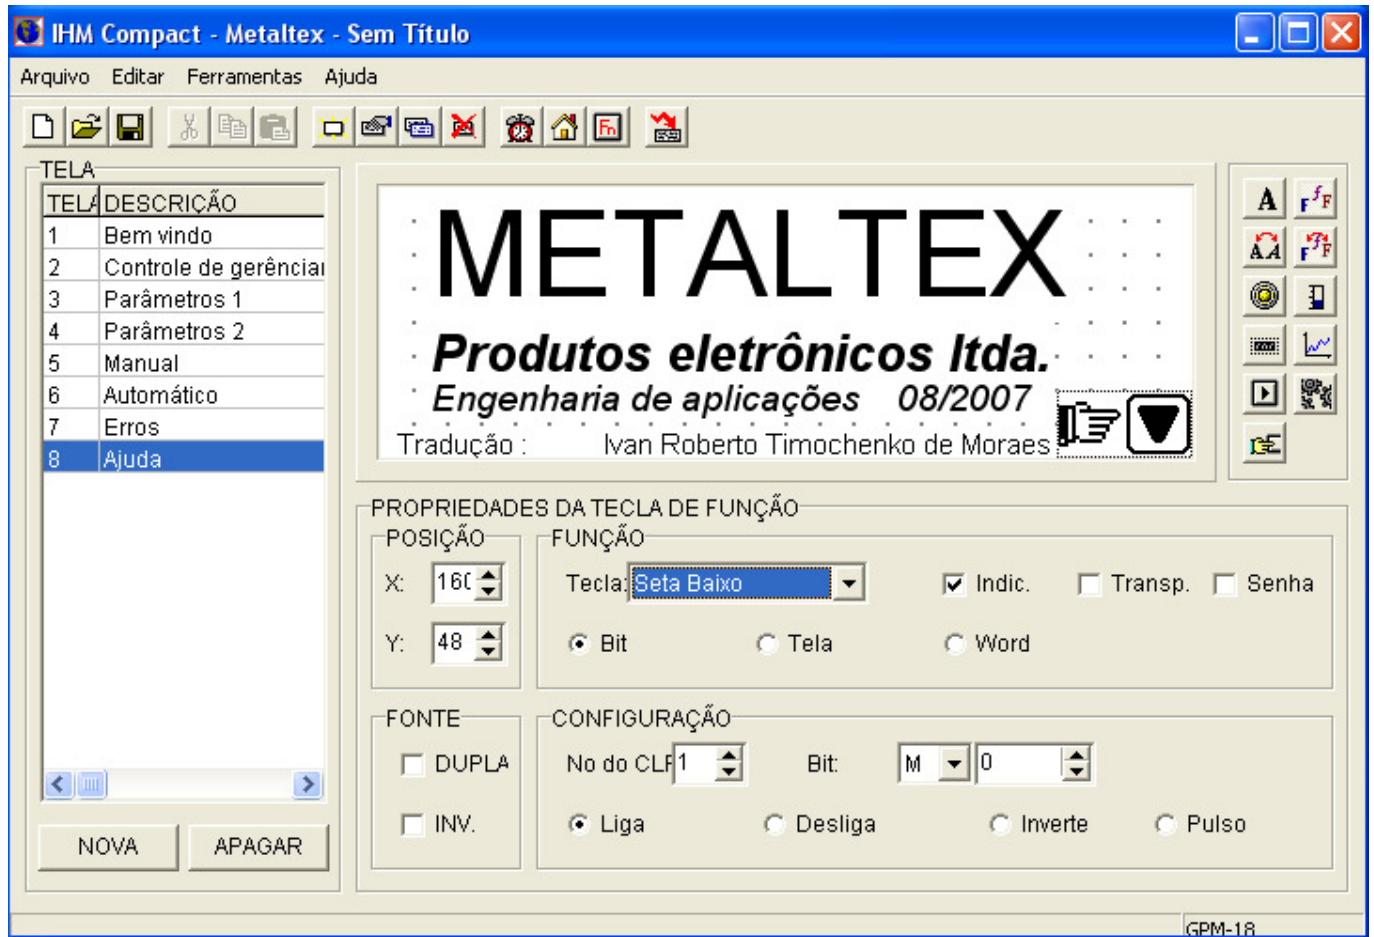 IHM Compact - Metaltex - Sem Título
Arquivo Editar Ferramentas Ajuda
TELA
TELA DESCRIÇÃO
1 Bem vindo
2 Controle de gerência
3 Parâmetros 1
4 Parâmetros 2
5 Manual
6 Automático
7 Erros
8 Ajuda
NOVA APAGAR
METALTEX
Produtos eletrônicos ltda.
Engenharia de aplicações 08/2007
Tradução : Ivan Roberto Timochenko de Moraes
PROPRIEDADES DA TECLA DE FUNÇÃO
POSIÇÃO
X: 160
Y: 48
FUNÇÃO
Tecla: Seta Baixo Indic. Transp. Senha
Bit Tela Word
FONTE
DUPLA
INV.
CONFIGURAÇÃO
No do CLP 1 Bit: M 0
Liga Desliga Inverte Pulso
GPM-18